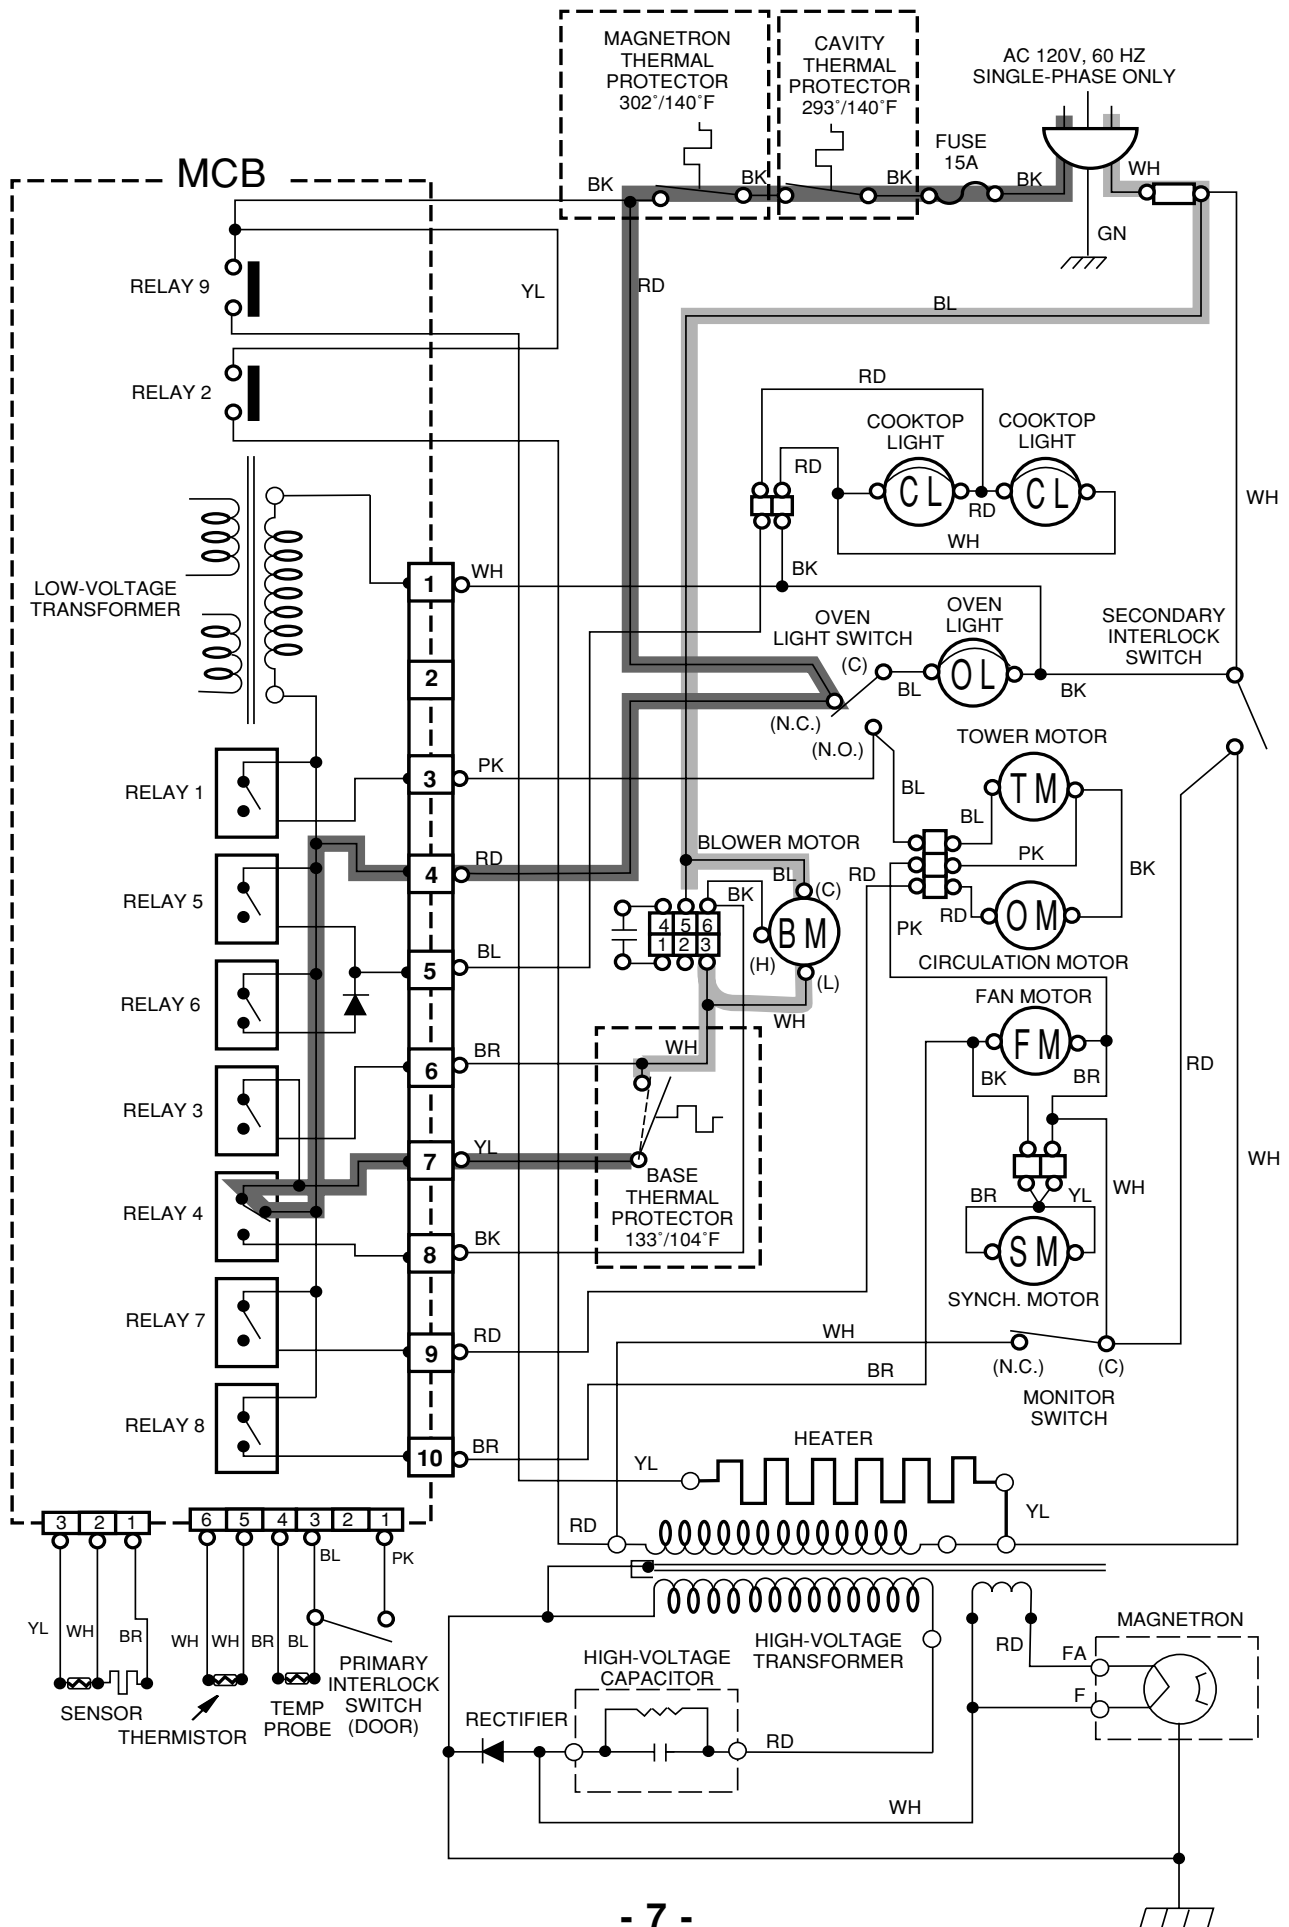 MAGNETRON
THERMAL
PROTECTOR
302˚/140˚F
CAVITY
THERMAL
PROTECTOR
293˚/140˚F
AC 120V, 60 HZ
SINGLE-PHASE ONLY
FUSE
15A
MCB
BK
BK
BK
BK
WH
GN
RELAY 9
YL
RD
BL
RELAY 2
RD
COOKTOP
LIGHT
COOKTOP
LIGHT
RD
CL
CL
RD
WH
WH
LOW-VOLTAGE
TRANSFORMER
1
WH
BK
OVEN
LIGHT SWITCH
(C)
OVEN
LIGHT
OL
BL
BK
SECONDARY
INTERLOCK
SWITCH
2
(N.C.)
(N.O.)
TOWER MOTOR
TM
BL
BL
PK
BK
RELAY 1
3
PK
BLOWER MOTOR
RELAY 5
4
RD
BK
BL
(C)
RD
RD
OM
PK
CIRCULATION MOTOR
4 5 6
1 2 3
BM
(H)
(L)
WH
RELAY 6
5
BL
FAN MOTOR
FM
BK
BR
RD
RELAY 3
6
BR
WH
RELAY 4
7
YL
BASE
THERMAL
PROTECTOR
133˚/104˚F
WH
BR
YL
WH
SM
SYNCH. MOTOR
8
BK
RELAY 7
9
RD
WH
(N.C.)
(C)
MONITOR
SWITCH
BR
RELAY 8
10
BR
HEATER
YL
YL
RD
3 2 1
6 5 4 3 2 1
BL
PK
YL
WH
BR
WH
WH
BR
BL
SENSOR
THERMISTOR
TEMP
PROBE
PRIMARY
INTERLOCK
SWITCH
(DOOR)
HIGH-VOLTAGE
CAPACITOR
HIGH-VOLTAGE
TRANSFORMER
RECTIFIER
RD
RD
WH
MAGNETRON
FA
F
- 7 -